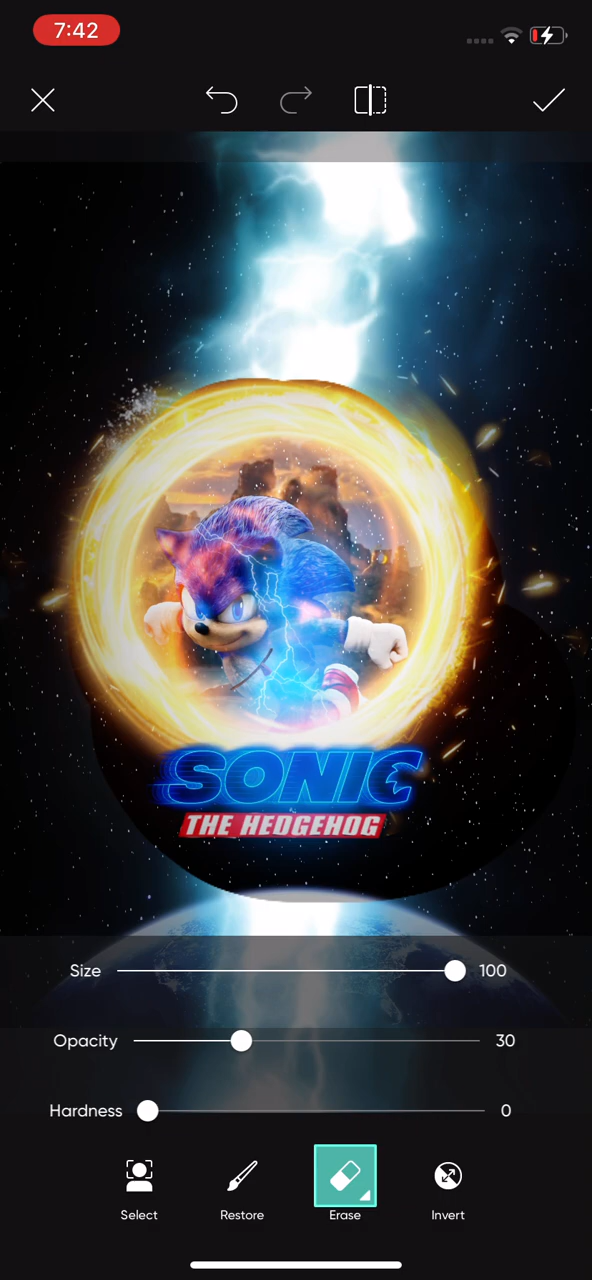 7:42
SONIC
THE HEDGEHOG
Size 100
Opacity 30
Hardness 0
Select Restore Erase Invert